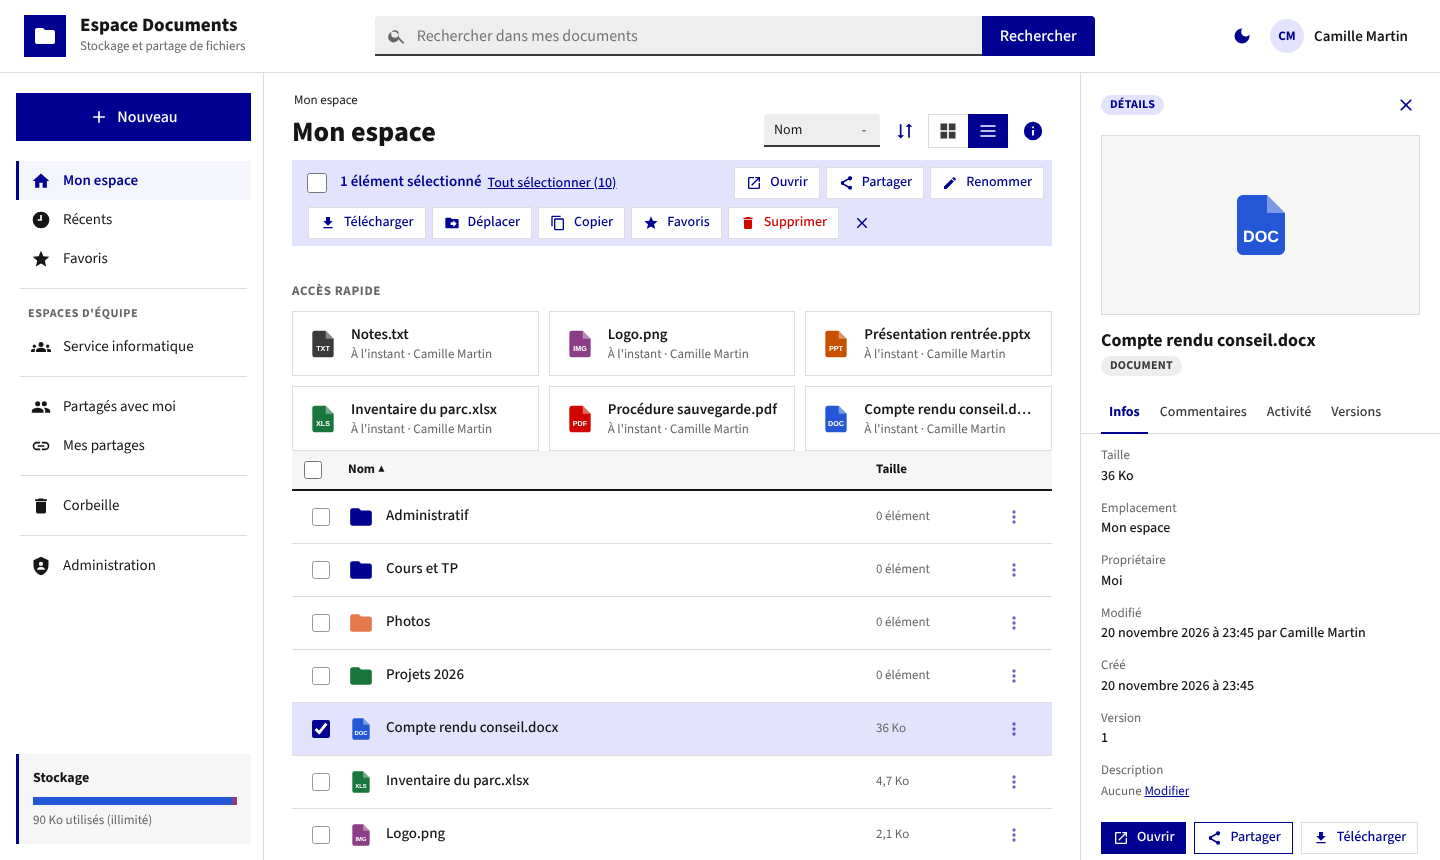 Espace Documents
Stockage et partage de fichiers
Rechercher dans mes documents
Rechercher
CM
Camille Martin
Nouveau
Mon espace
Récents
Favoris
ESPACES D'ÉQUIPE
Service informatique
Partagés avec moi
Mes partages
Corbeille
Administration
Stockage
90 Ko utilisés (illimité)
Mon espace
Mon espace
Nom
1 élément sélectionné Tout sélectionner (10)
Ouvrir
Partager
Renommer
Télécharger
Déplacer
Copier
Favoris
Supprimer
ACCÈS RAPIDE
TXT
Notes.txt
À l'instant · Camille Martin
IMG
Logo.png
À l'instant · Camille Martin
PPT
Présentation rentrée.pptx
À l'instant · Camille Martin
XLS
Inventaire du parc.xlsx
À l'instant · Camille Martin
PDF
Procédure sauvegarde.pdf
À l'instant · Camille Martin
DOC
Compte rendu conseil.d…
À l'instant · Camille Martin
Nom ▲ Taille
Administratif 0 élément
Cours et TP 0 élément
Photos 0 élément
Projets 2026 0 élément
DOC Compte rendu conseil.docx 36 Ko
XLS Inventaire du parc.xlsx 4,7 Ko
IMG Logo.png 2,1 Ko
DÉTAILS
DOC
Compte rendu conseil.docx
DOCUMENT
Infos Commentaires Activité Versions
Taille
36 Ko
Emplacement
Mon espace
Propriétaire
Moi
Modifié
20 novembre 2026 à 23:45 par Camille Martin
Créé
20 novembre 2026 à 23:45
Version
1
Description
Aucune Modifier
Ouvrir
Partager
Télécharger